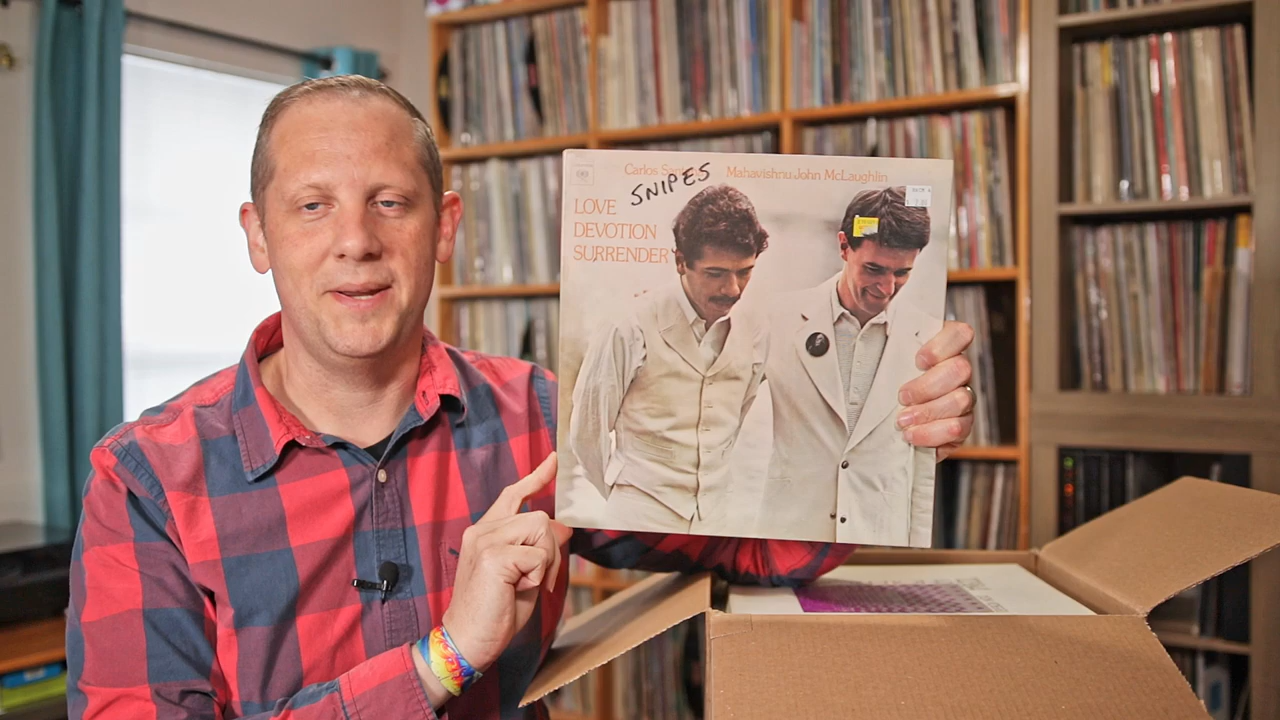 Carlos Santana Mahavishnu John McLaughlin
SNIPES
LOVE
DEVOTION
SURRENDER